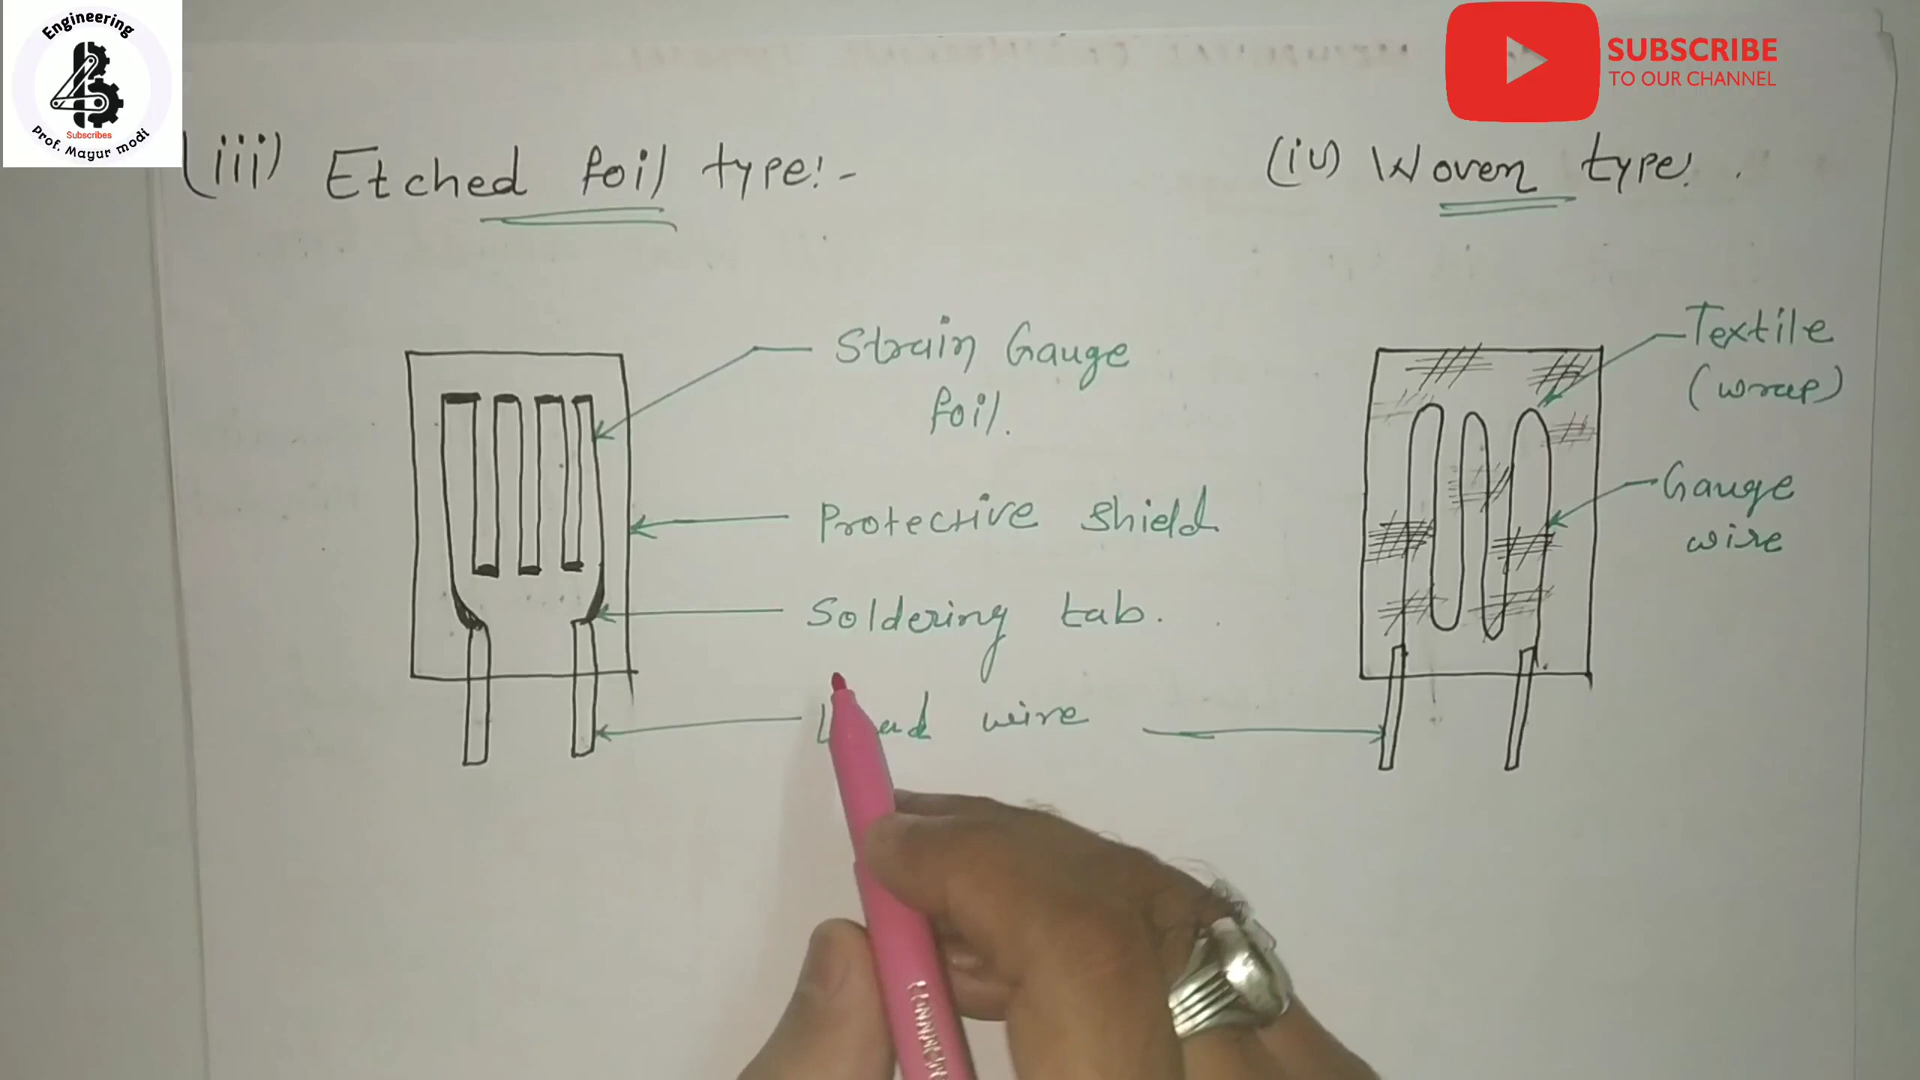 Engineering
Subscribes
Prof. Mayur modi
SUBSCRIBE
TO OUR CHANNEL
(iii) Etched foil type:-
Strain Gauge
foil.
Protective Shield
Soldering tab.
wire
(iv) Woven type:
Textile
(wrap)
Gauge
wire